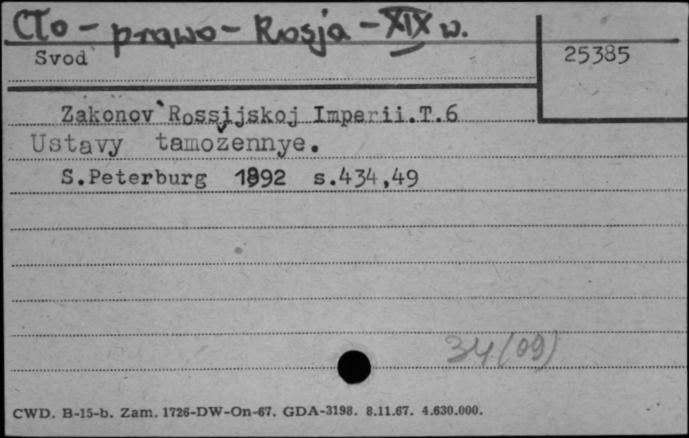 Cło - prawo - Rosja - XIX w.
Svod
25385
Zakonov Rossijskoj Imperii.T.6
Ustavy tamožennye.
S.Peterburg 1892 s.434,49
34(09)
CWD. B-15-b. Zam. 1726-DW-On-67. GDA-3198. 8.11.67. 4.630.000.